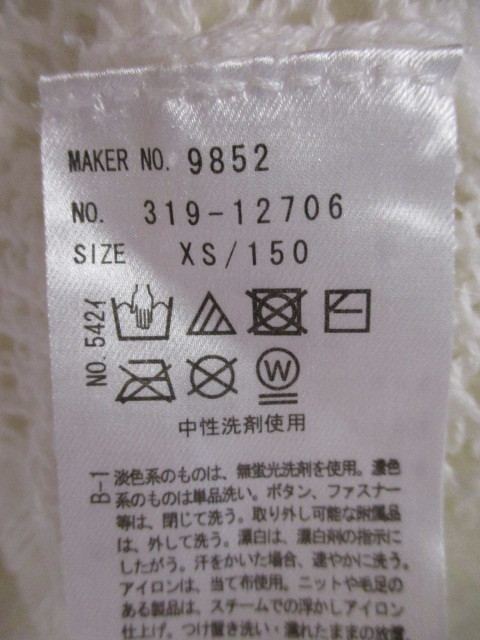 MAKER NO. 9852
NO. 319-12706
SIZE XS/150
NO.5424
W
中性洗剤使用
B-1
淡色系のものは、無蛍光洗剤を使用。濃色
系のものは単品洗い。ボタン、ファスナー
等は、閉じて洗う。取り外し可能な附属品
は、外して洗う。漂白は、漂白剤の指示に
したがう。汗をかいた場合、速やかに洗う。
アイロンは、当て布使用。ニットや毛足の
ある製品は、スチームでの浮かしアイロン
仕上げ。つけ置き洗い・濡れたままの放置